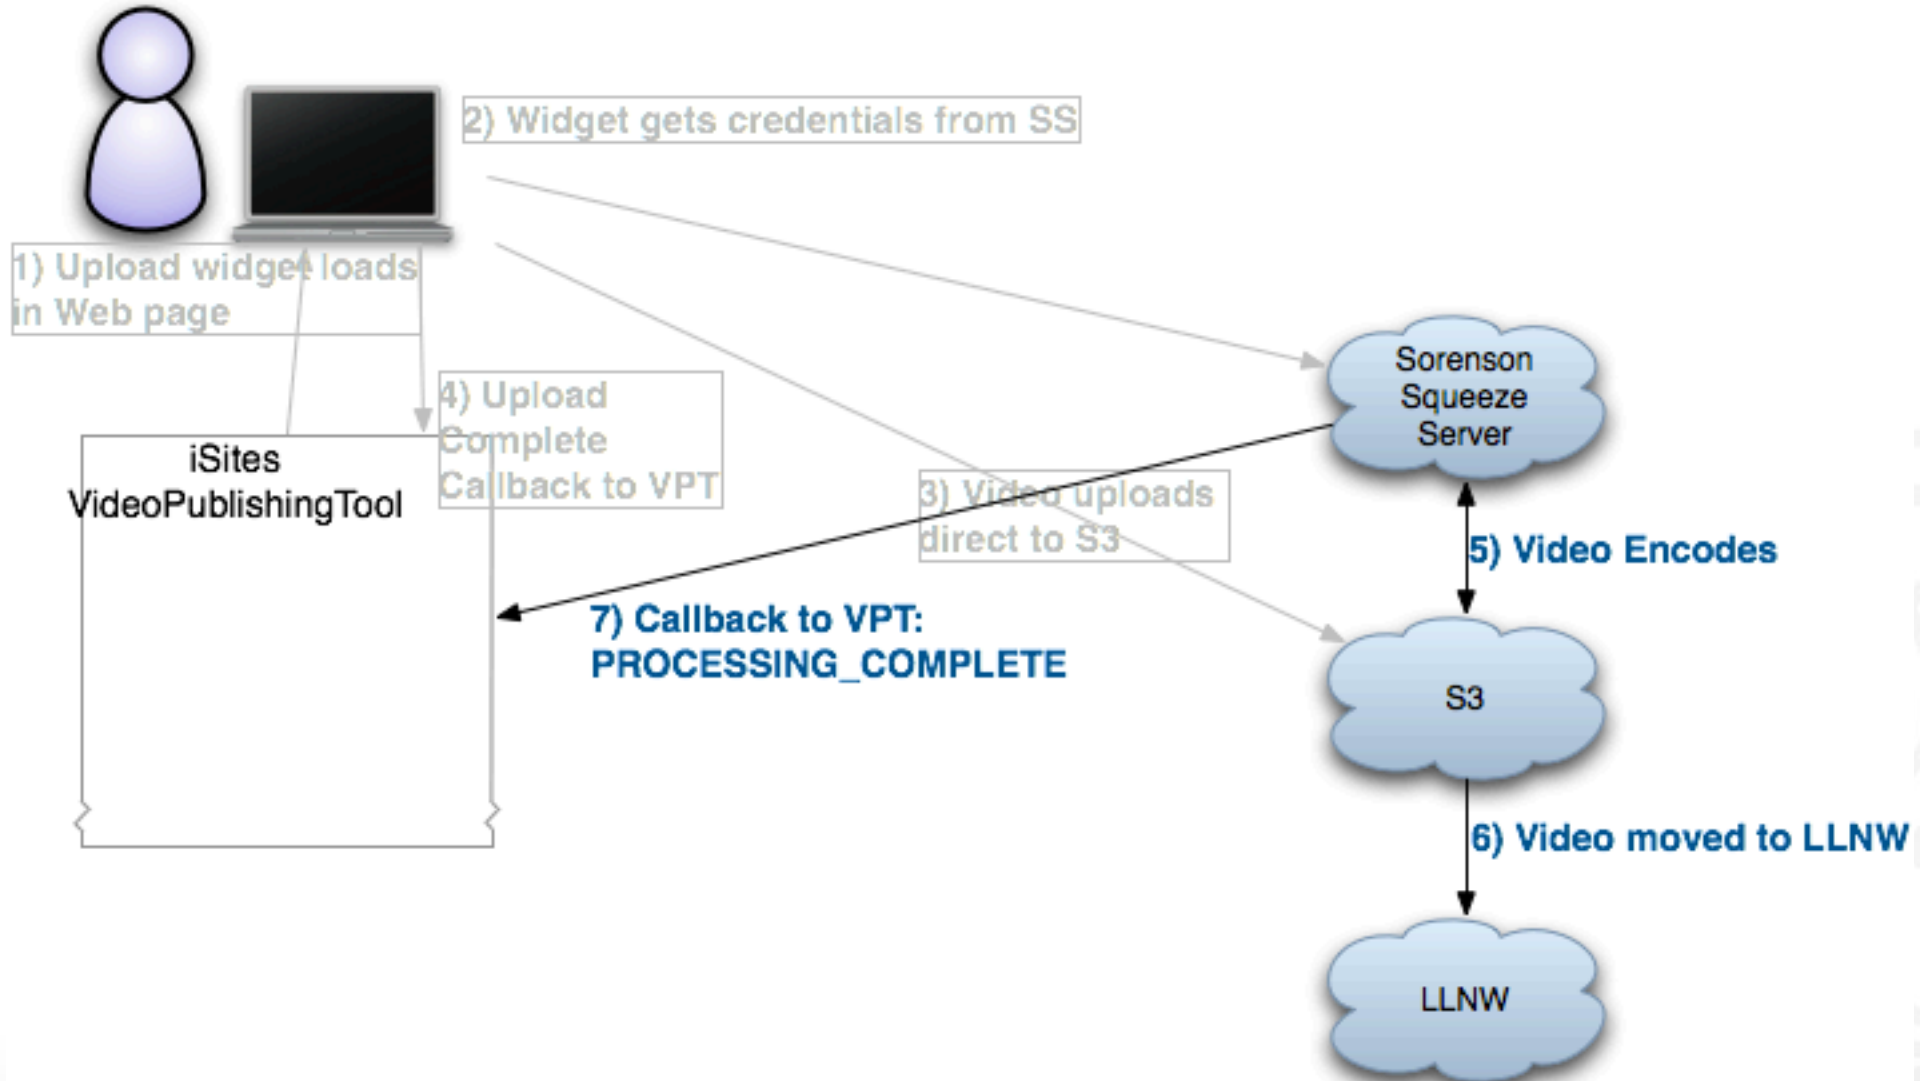 2) Widget gets credentials from SS
1) Upload widget loads
in Web page
4) Upload
Complete
Callback to VPT
iSites
VideoPublishingTool
3) Video uploads
direct to S3
Sorenson
Squeeze
Server
5) Video Encodes
7) Callback to VPT:
PROCESSING_COMPLETE
S3
6) Video moved to LLNW
LLNW